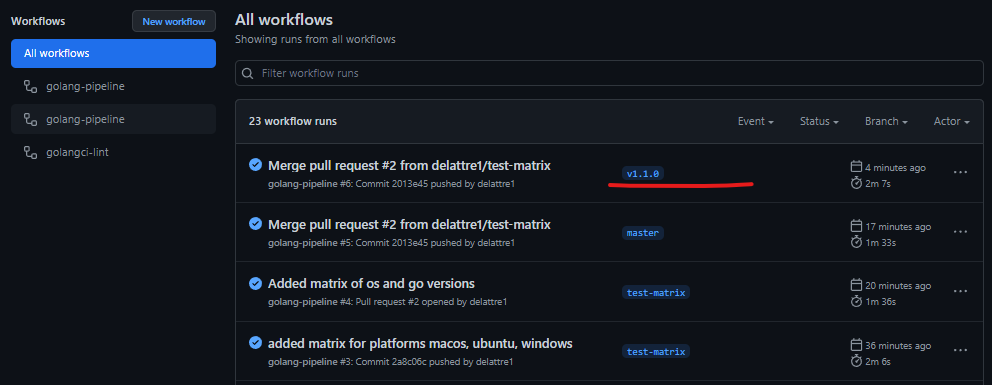 Workflows
New workflow
All workflows
golang-pipeline
golang-pipeline
golangci-lint
All workflows
Showing runs from all workflows
Filter workflow runs
23 workflow runs
Event
Status
Branch
Actor
Merge pull request #2 from delattre1/test-matrix
golang-pipeline #6: Commit 2013e45 pushed by delattre1
v1.1.0
4 minutes ago
2m 7s
Merge pull request #2 from delattre1/test-matrix
golang-pipeline #5: Commit 2013e45 pushed by delattre1
master
17 minutes ago
1m 33s
Added matrix of os and go versions
golang-pipeline #4: Pull request #2 opened by delattre1
test-matrix
20 minutes ago
1m 36s
added matrix for platforms macos, ubuntu, windows
golang-pipeline #3: Commit 2a8c06c pushed by delattre1
test-matrix
36 minutes ago
2m 6s